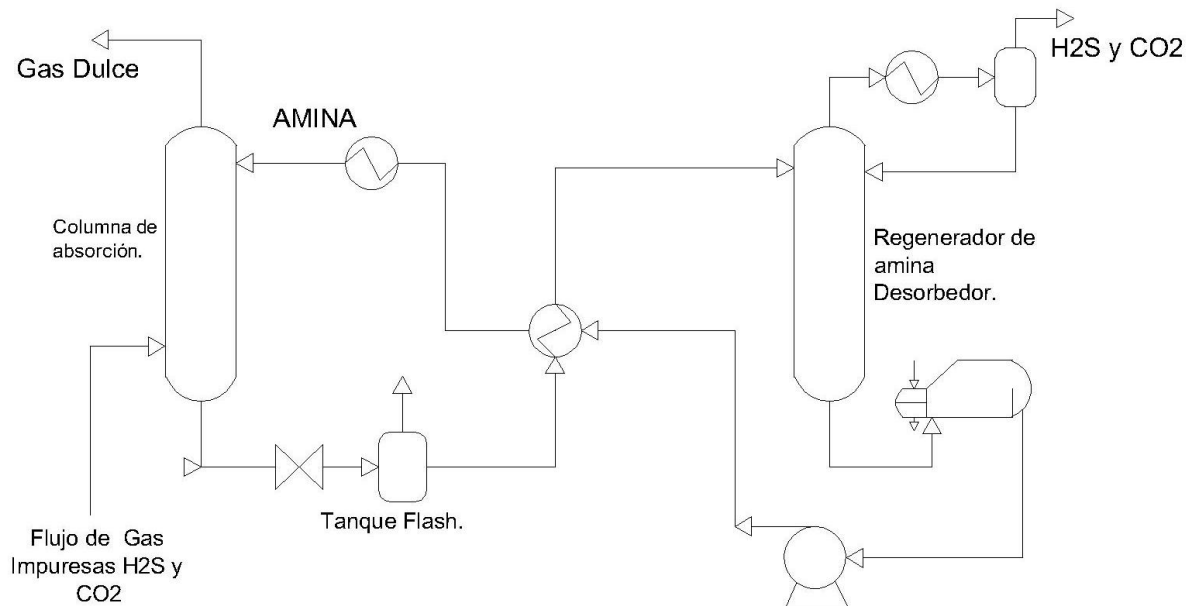 Gas Dulce
AMINA
H2S y CO2
Columna de
absorción.
Regenerador de
amina
Desorbedor.
Tanque Flash.
Flujo de Gas
Impuresas H2S y
CO2